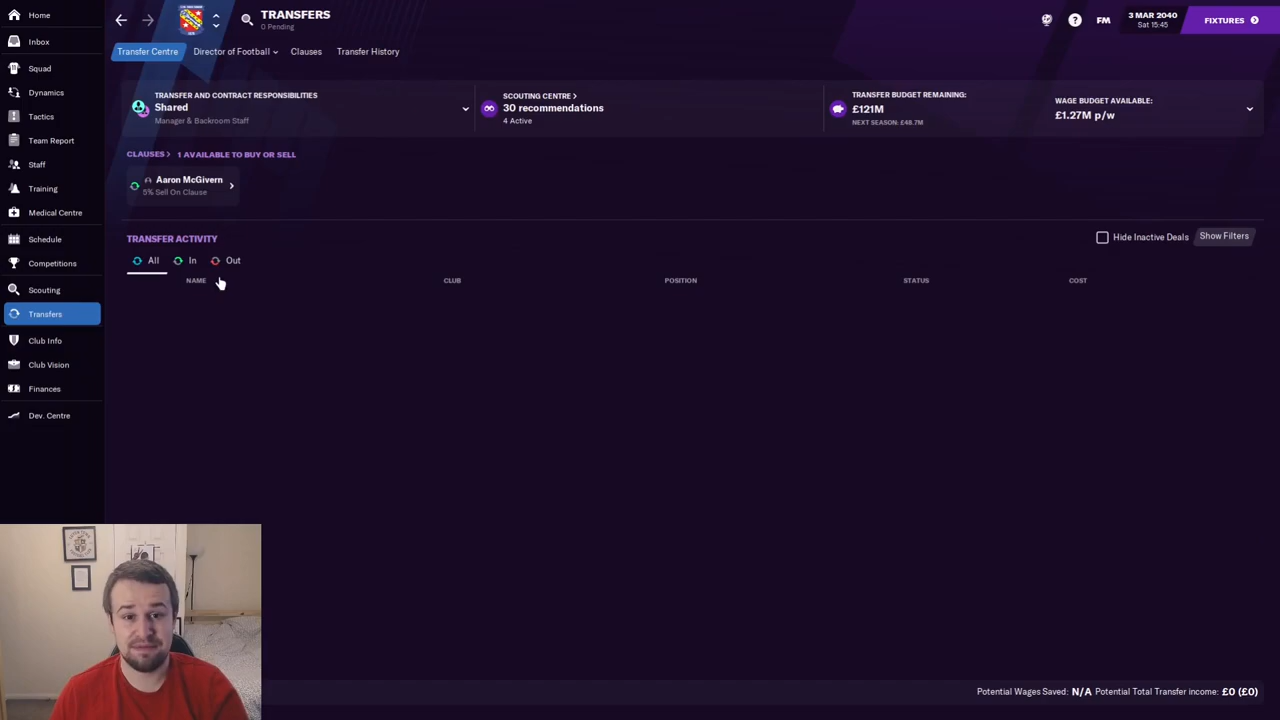 Home
Inbox
Squad
Dynamics
Tactics
Team Report
Staff
Training
Medical Centre
Schedule
Competitions
Scouting
Transfers
Club Info
Club Vision
Finances
Dev. Centre
TRANSFERS
0 Pending
?
FM
3 MAR 2040
Sat 15:45
FIXTURES
Transfer Centre
Director of Football
Clauses
Transfer History
TRANSFER AND CONTRACT RESPONSIBILITIES
Shared
Manager & Backroom Staff
SCOUTING CENTRE >
30 recommendations
4 Active
TRANSFER BUDGET REMAINING:
£121M
NEXT SEASON: £48.7M
WAGE BUDGET AVAILABLE:
£1.27M p/w
CLAUSES > 1 AVAILABLE TO BUY OR SELL
Aaron McGivern
5% Sell On Clause
TRANSFER ACTIVITY
Hide Inactive Deals
Show Filters
All
In
Out
NAME
CLUB
POSITION
STATUS
COST
Potential Wages Saved: N/A Potential Total Transfer income: £0 (£0)